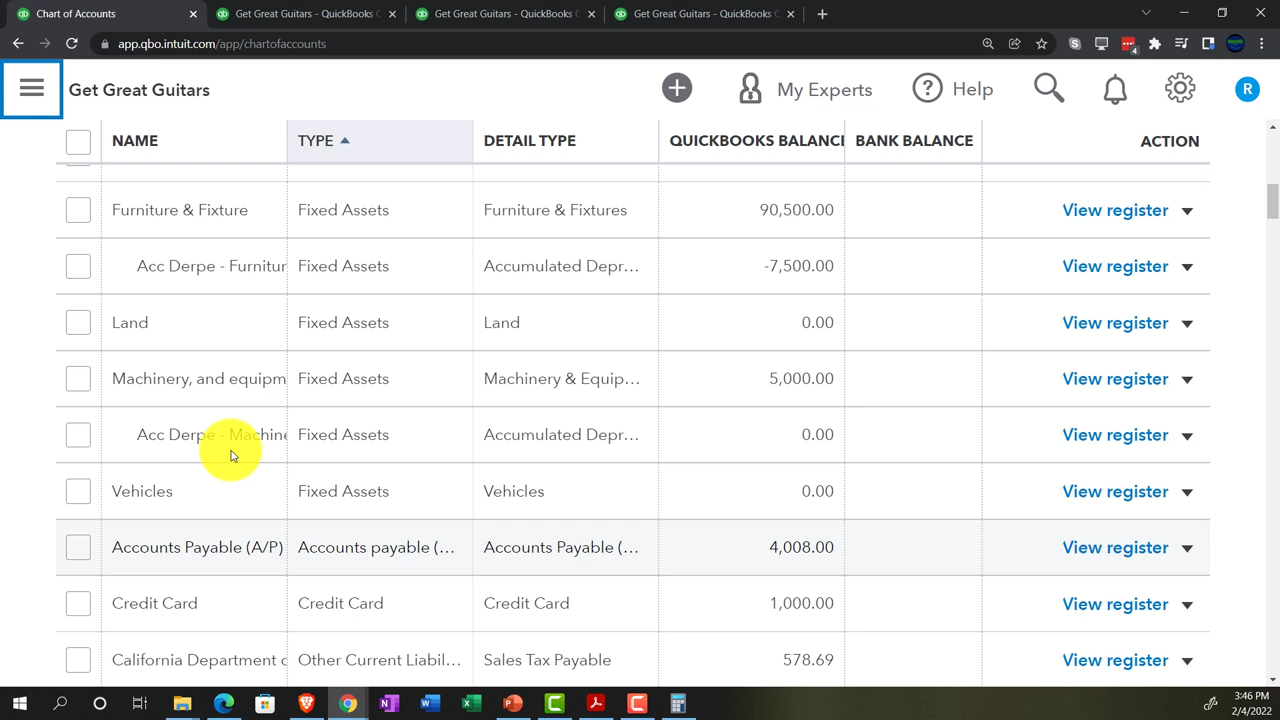 Chart of Accounts
Get Great Guitars - QuickBooks C
Get Great Guitars - QuickBooks C
Get Great Guitars - QuickBooks C
app.qbo.intuit.com/app/chartofaccounts
4
Get Great Guitars
My Experts
Help
R
NAME TYPE DETAIL TYPE QUICKBOOKS BALANC BANK BALANCE ACTION
Furniture & Fixture Fixed Assets Furniture & Fixtures 90,500.00 View register
Acc Derpe - Furnitur Fixed Assets Accumulated Depr... -7,500.00 View register
Land Fixed Assets Land 0.00 View register
Machinery, and equipm Fixed Assets Machinery & Equip... 5,000.00 View register
Acc Derpe - Machine Fixed Assets Accumulated Depr... 0.00 View register
Vehicles Fixed Assets Vehicles 0.00 View register
Accounts Payable (A/P) Accounts payable (... Accounts Payable (... 4,008.00 View register
Credit Card Credit Card Credit Card 1,000.00 View register
California Department o Other Current Liabil... Sales Tax Payable 578.69 View register
3:46 PM
2/4/2022